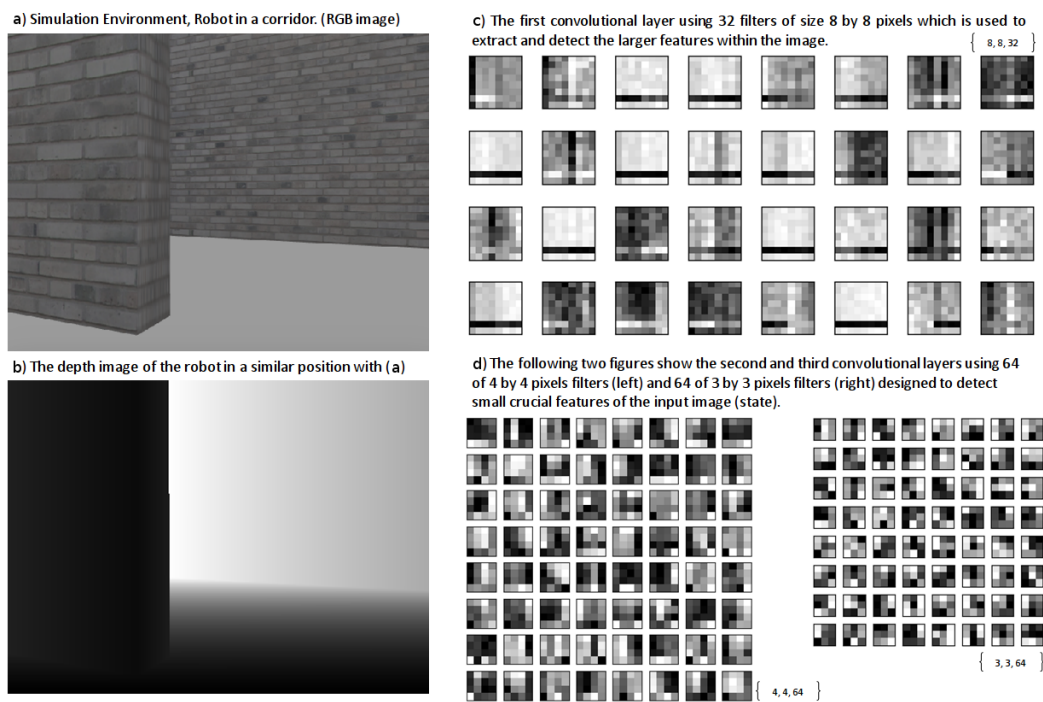 a) Simulation Environment, Robot in a corridor. (RGB image)
b) The depth image of the robot in a similar position with (a)
c) The first convolutional layer using 32 filters of size 8 by 8 pixels which is used to
extract and detect the larger features within the image.
{ 8, 8, 32 }
d) The following two figures show the second and third convolutional layers using 64
of 4 by 4 pixels filters (left) and 64 of 3 by 3 pixels filters (right) designed to detect
small crucial features of the input image (state).
{ 3, 3, 64 }
{ 4, 4, 64 }